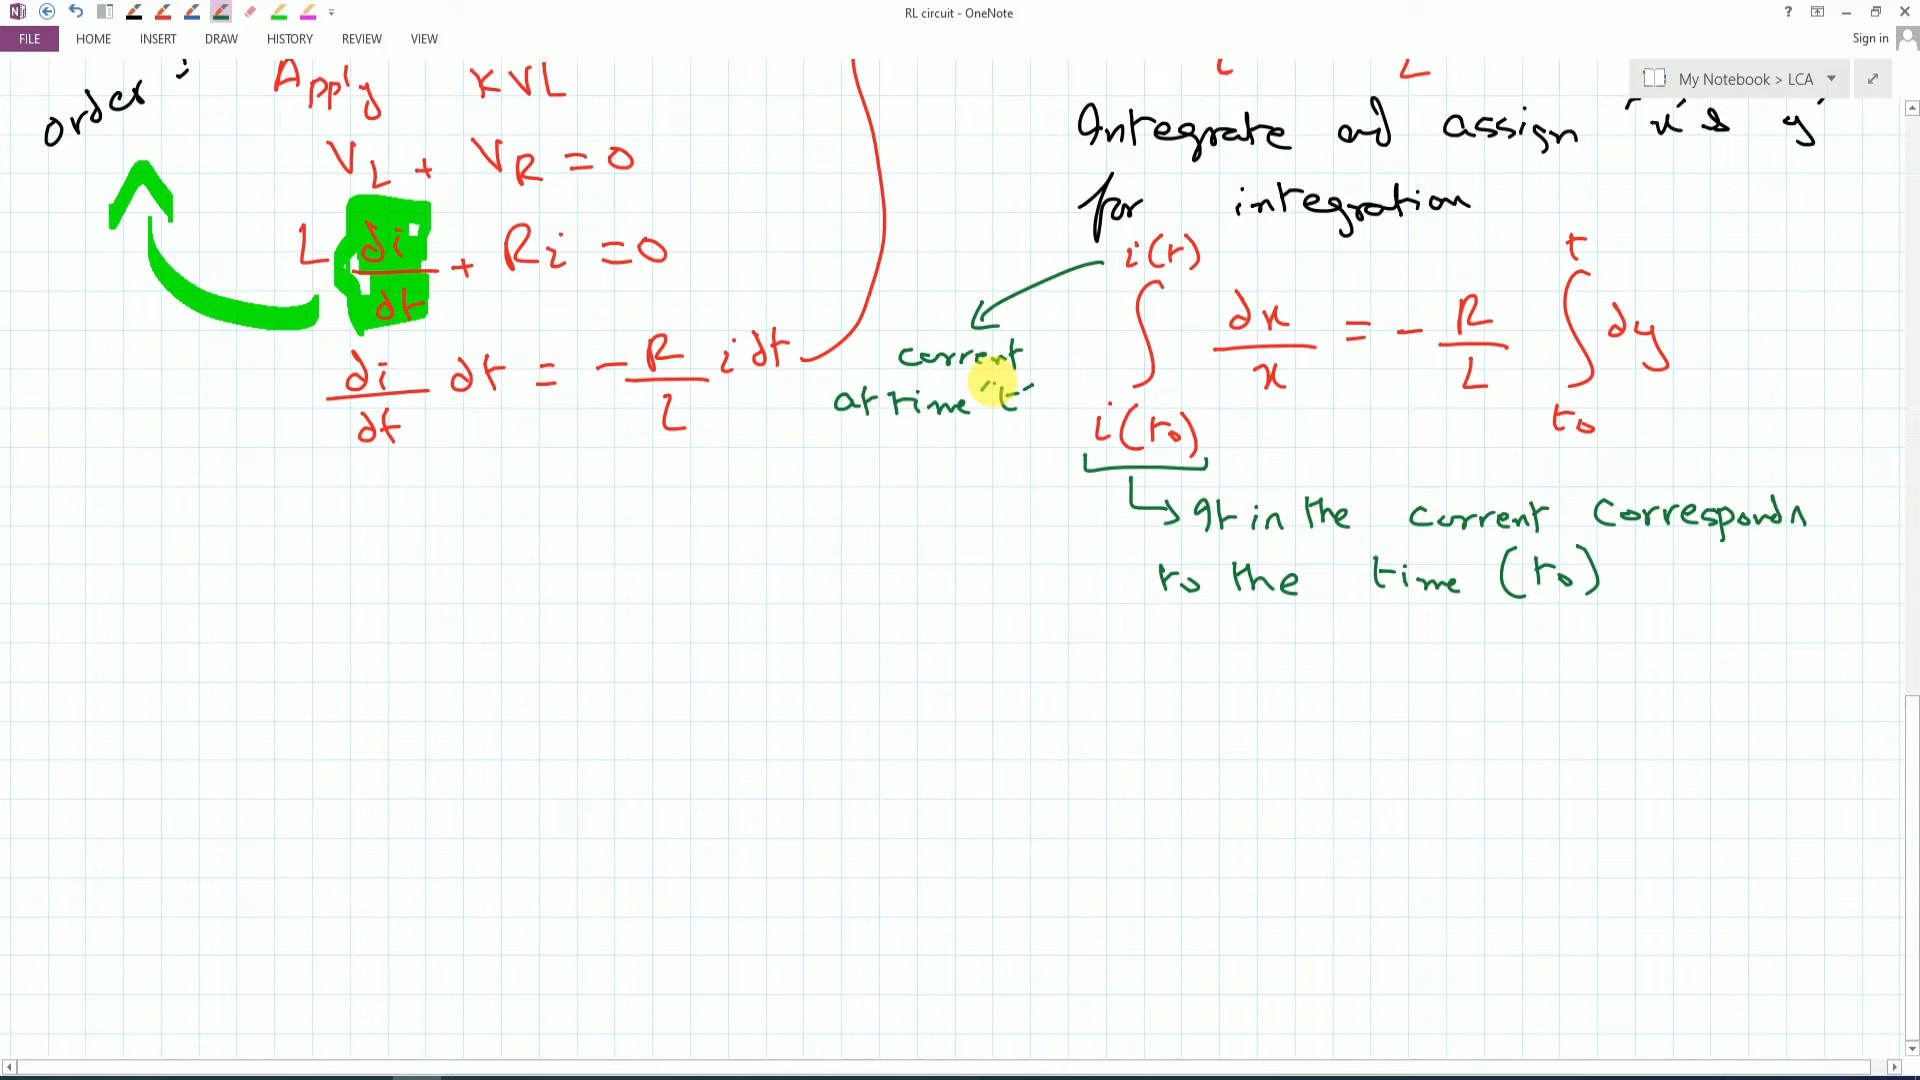 RL circuit - OneNote
FILE HOME INSERT DRAW HISTORY REVIEW VIEW
Sign in
My Notebook > LCA
order
Apply KVL
V_L + V_R = 0
L di/dt + Ri = 0
di/dt dt = -R/L i dt
i L
Integrate and assign 'x' & 'y'
for integration
∫_{i(t0)}^{i(t)} dx/x = - R/L ∫_{t0}^{t} dy
current
at time "t"
It in the current corresponds
to the time (t0)